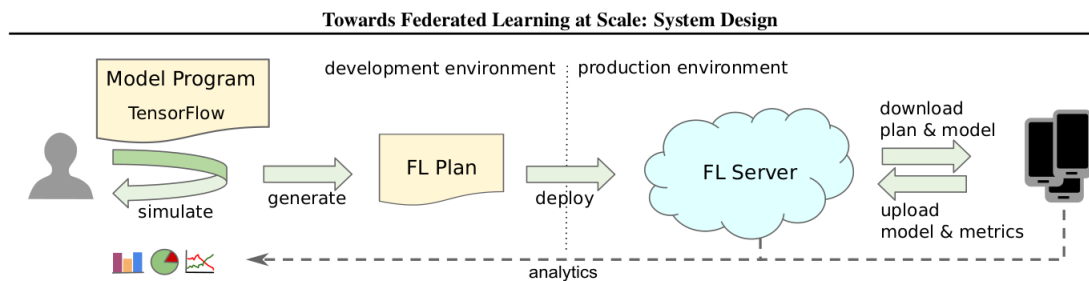 Towards Federated Learning at Scale: System Design
Model Program
TensorFlow
simulate
generate
development environment
FL Plan
deploy
production environment
FL Server
download
plan & model
upload
model & metrics
analytics